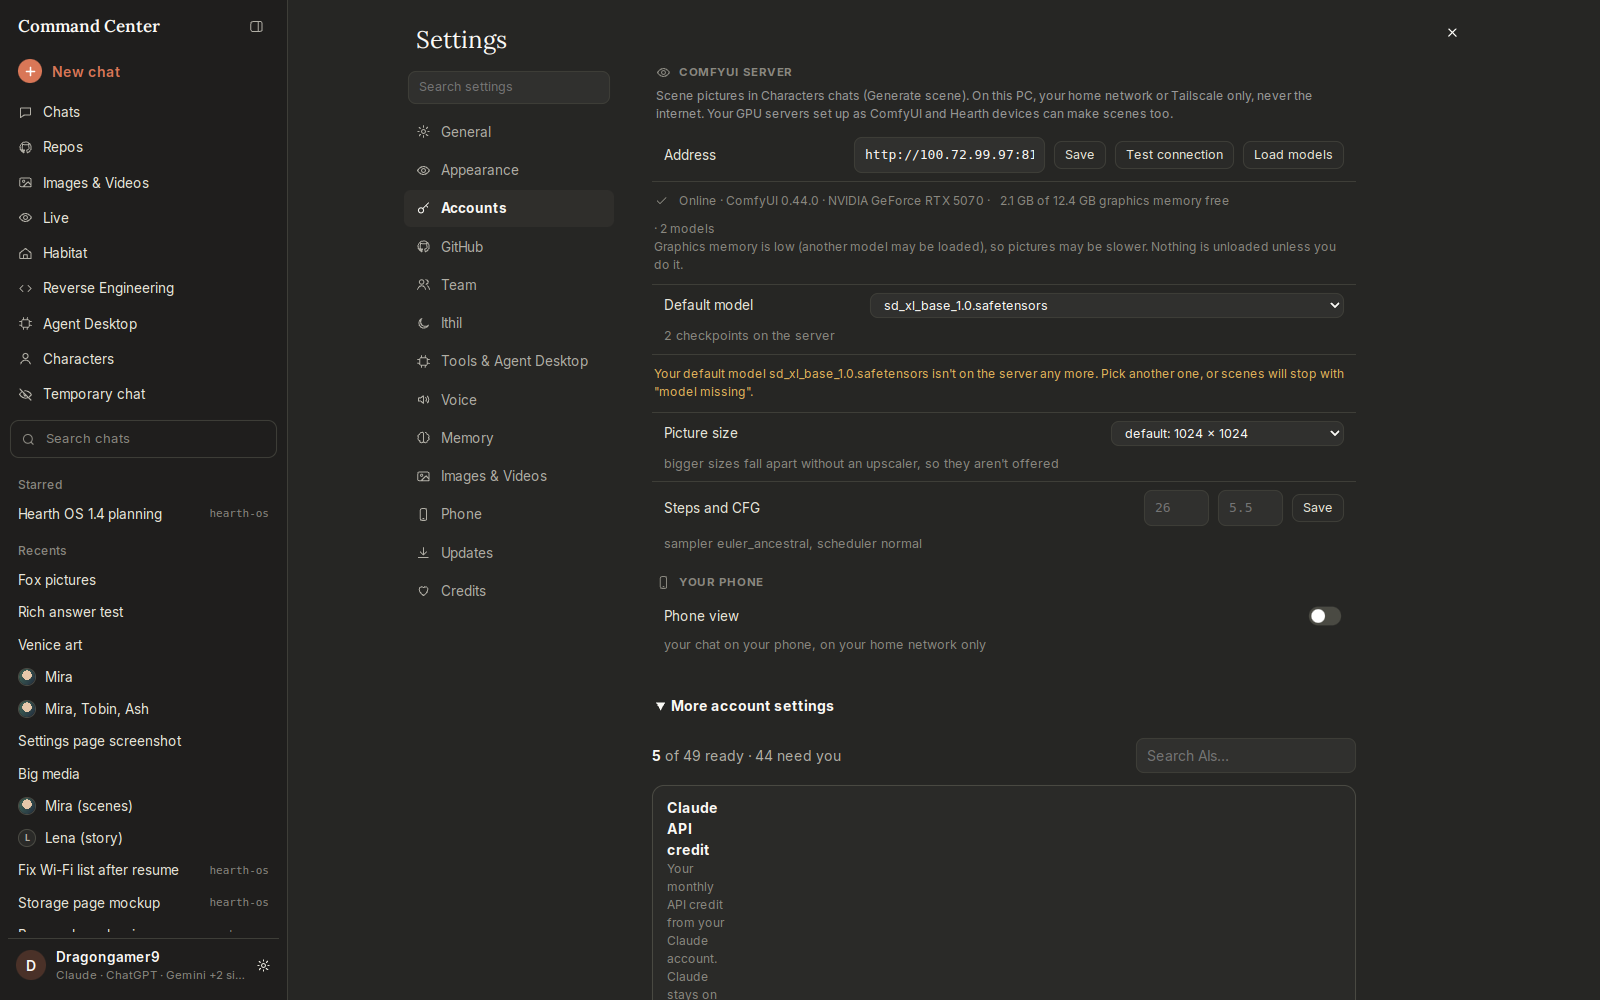 Command Center
New chat
Chats
Repos
Images & Videos
Live
Habitat
Reverse Engineering
Agent Desktop
Characters
Temporary chat
Search chats
Starred
Hearth OS 1.4 planning hearth-os
Recents
Fox pictures
Rich answer test
Venice art
Mira
Mira, Tobin, Ash
Settings page screenshot
Big media
Mira (scenes)
L Lena (story)
Fix Wi-Fi list after resume hearth-os
Storage page mockup hearth-os
D Dragongamer9
Claude · ChatGPT · Gemini +2 si...
Settings
Search settings
General
Appearance
Accounts
GitHub
Team
Ithil
Tools & Agent Desktop
Voice
Memory
Images & Videos
Phone
Updates
Credits
COMFYUI SERVER
Scene pictures in Characters chats (Generate scene). On this PC, your home network or Tailscale only, never the
internet. Your GPU servers set up as ComfyUI and Hearth devices can make scenes too.
Address http://100.72.99.97:81 Save Test connection Load models
Online · ComfyUI 0.44.0 · NVIDIA GeForce RTX 5070 · 2.1 GB of 12.4 GB graphics memory free
· 2 models
Graphics memory is low (another model may be loaded), so pictures may be slower. Nothing is unloaded unless you
do it.
Default model sd_xl_base_1.0.safetensors
2 checkpoints on the server
Your default model sd_xl_base_1.0.safetensors isn't on the server any more. Pick another one, or scenes will stop with
"model missing".
Picture size default: 1024 × 1024
bigger sizes fall apart without an upscaler, so they aren't offered
Steps and CFG 26 5.5 Save
sampler euler_ancestral, scheduler normal
YOUR PHONE
Phone view
your chat on your phone, on your home network only
▼ More account settings
5 of 49 ready · 44 need you Search AIs...
Claude
API
credit
Your
monthly
API credit
from your
Claude
account.
Claude
stays on